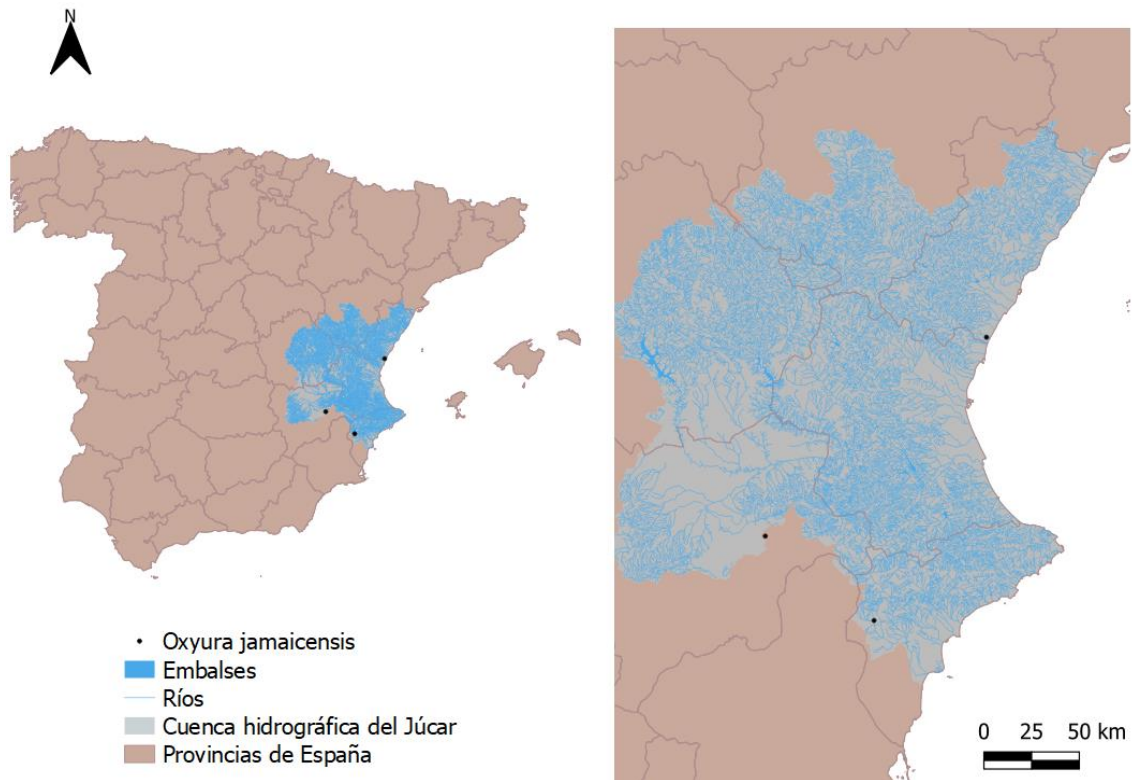 N
Oxyura jamaicensis
Embalses
Ríos
Cuenca hidrográfica del Júcar
Provincias de España
0 25 50 km